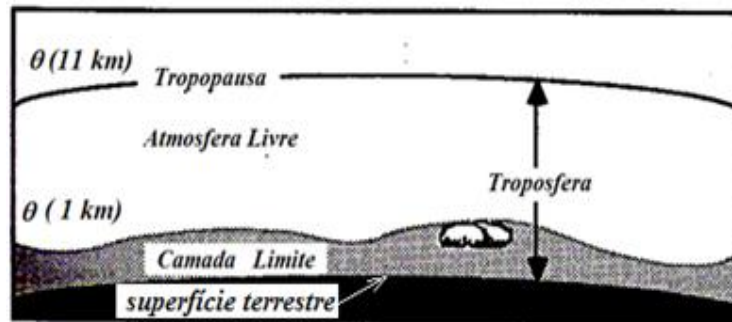 θ (11 km)
Tropopausa
Atmosfera Livre
Troposfera
θ ( 1 km)
Camada Limite
superfície terrestre